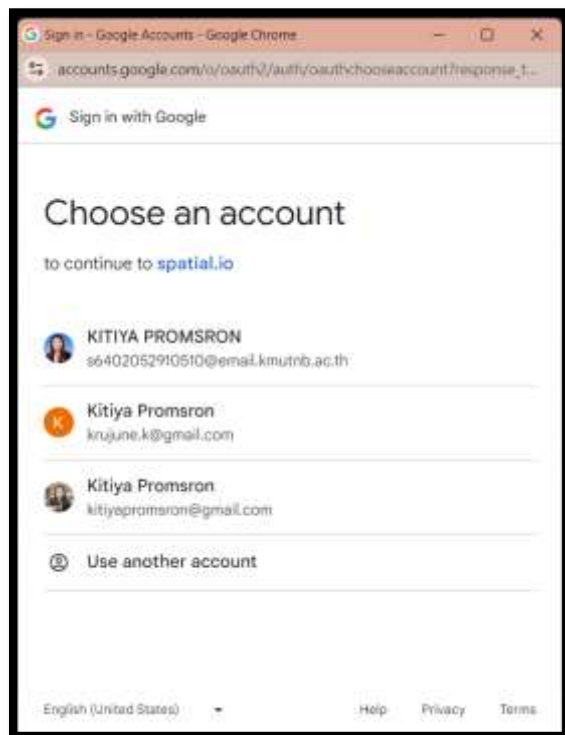 Sign in - Google Accounts - Google Chrome
accounts.google.com/o/oauth2/auth/oauthchooseaccount?response_t...
Sign in with Google
Choose an account
to continue to spatial.io
KITIYA PROMSRON
s6402052910510@email.kmutnb.ac.th
K
Kitiya Promsron
krujune.k@gmail.com
Kitiya Promsron
kitiyapromsron@gmail.com
Use another account
English (United States) Help Privacy Terms